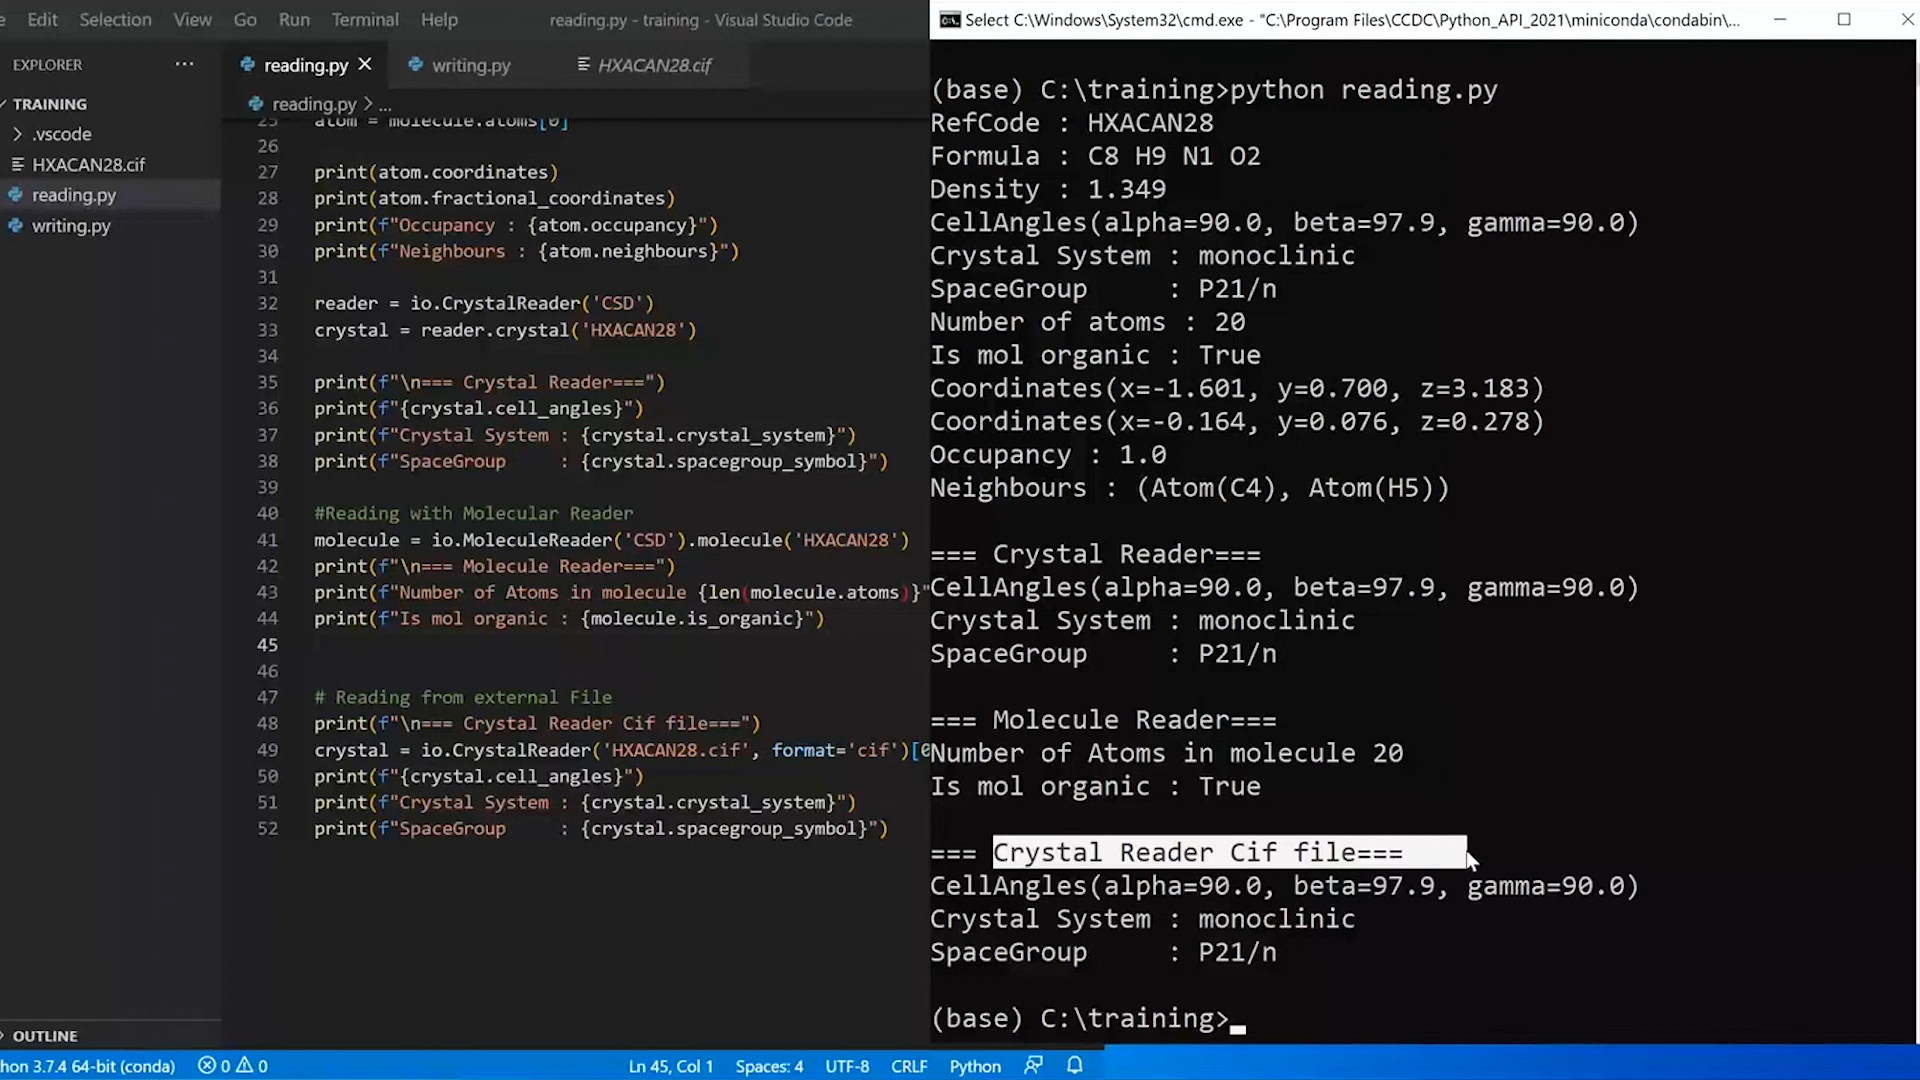 Edit Selection View Go Run Terminal Help reading.py - training - Visual Studio Code
EXPLORER ...
TRAINING
.vscode
HXACAN28.cif
reading.py
writing.py
OUTLINE
reading.py writing.py HXACAN28.cif
reading.py > ...
25 atom = molecule.atoms[0]
26
27 print(atom.coordinates)
28 print(atom.fractional_coordinates)
29 print(f"Occupancy : {atom.occupancy}")
30 print(f"Neighbours : {atom.neighbours}")
31
32 reader = io.CrystalReader('CSD')
33 crystal = reader.crystal('HXACAN28')
34
35 print(f"\n=== Crystal Reader===")
36 print(f"{crystal.cell_angles}")
37 print(f"Crystal System : {crystal.crystal_system}")
38 print(f"SpaceGroup     : {crystal.spacegroup_symbol}")
39
40 #Reading with Molecular Reader
41 molecule = io.MoleculeReader('CSD').molecule('HXACAN28')
42 print(f"\n=== Molecule Reader===")
43 print(f"Number of Atoms in molecule {len(molecule.atoms)}"
44 print(f"Is mol organic : {molecule.is_organic}")
45
46
47 # Reading from external File
48 print(f"\n=== Crystal Reader Cif file===")
49 crystal = io.CrystalReader('HXACAN28.cif', format='cif')[0
50 print(f"{crystal.cell_angles}")
51 print(f"Crystal System : {crystal.crystal_system}")
52 print(f"SpaceGroup     : {crystal.spacegroup_symbol}")
hon 3.7.4 64-bit (conda) 0 0 Ln 45, Col 1 Spaces: 4 UTF-8 CRLF Python
Select C:\Windows\System32\cmd.exe - "C:\Program Files\CCDC\Python_API_2021\miniconda\condabin\...
(base) C:\training>python reading.py
RefCode : HXACAN28
Formula : C8 H9 N1 O2
Density : 1.349
CellAngles(alpha=90.0, beta=97.9, gamma=90.0)
Crystal System : monoclinic
SpaceGroup     : P21/n
Number of atoms : 20
Is mol organic : True
Coordinates(x=-1.601, y=0.700, z=3.183)
Coordinates(x=-0.164, y=0.076, z=0.278)
Occupancy : 1.0
Neighbours : (Atom(C4), Atom(H5))
=== Crystal Reader===
CellAngles(alpha=90.0, beta=97.9, gamma=90.0)
Crystal System : monoclinic
SpaceGroup     : P21/n
=== Molecule Reader===
Number of Atoms in molecule 20
Is mol organic : True
=== Crystal Reader Cif file===
CellAngles(alpha=90.0, beta=97.9, gamma=90.0)
Crystal System : monoclinic
SpaceGroup     : P21/n
(base) C:\training>